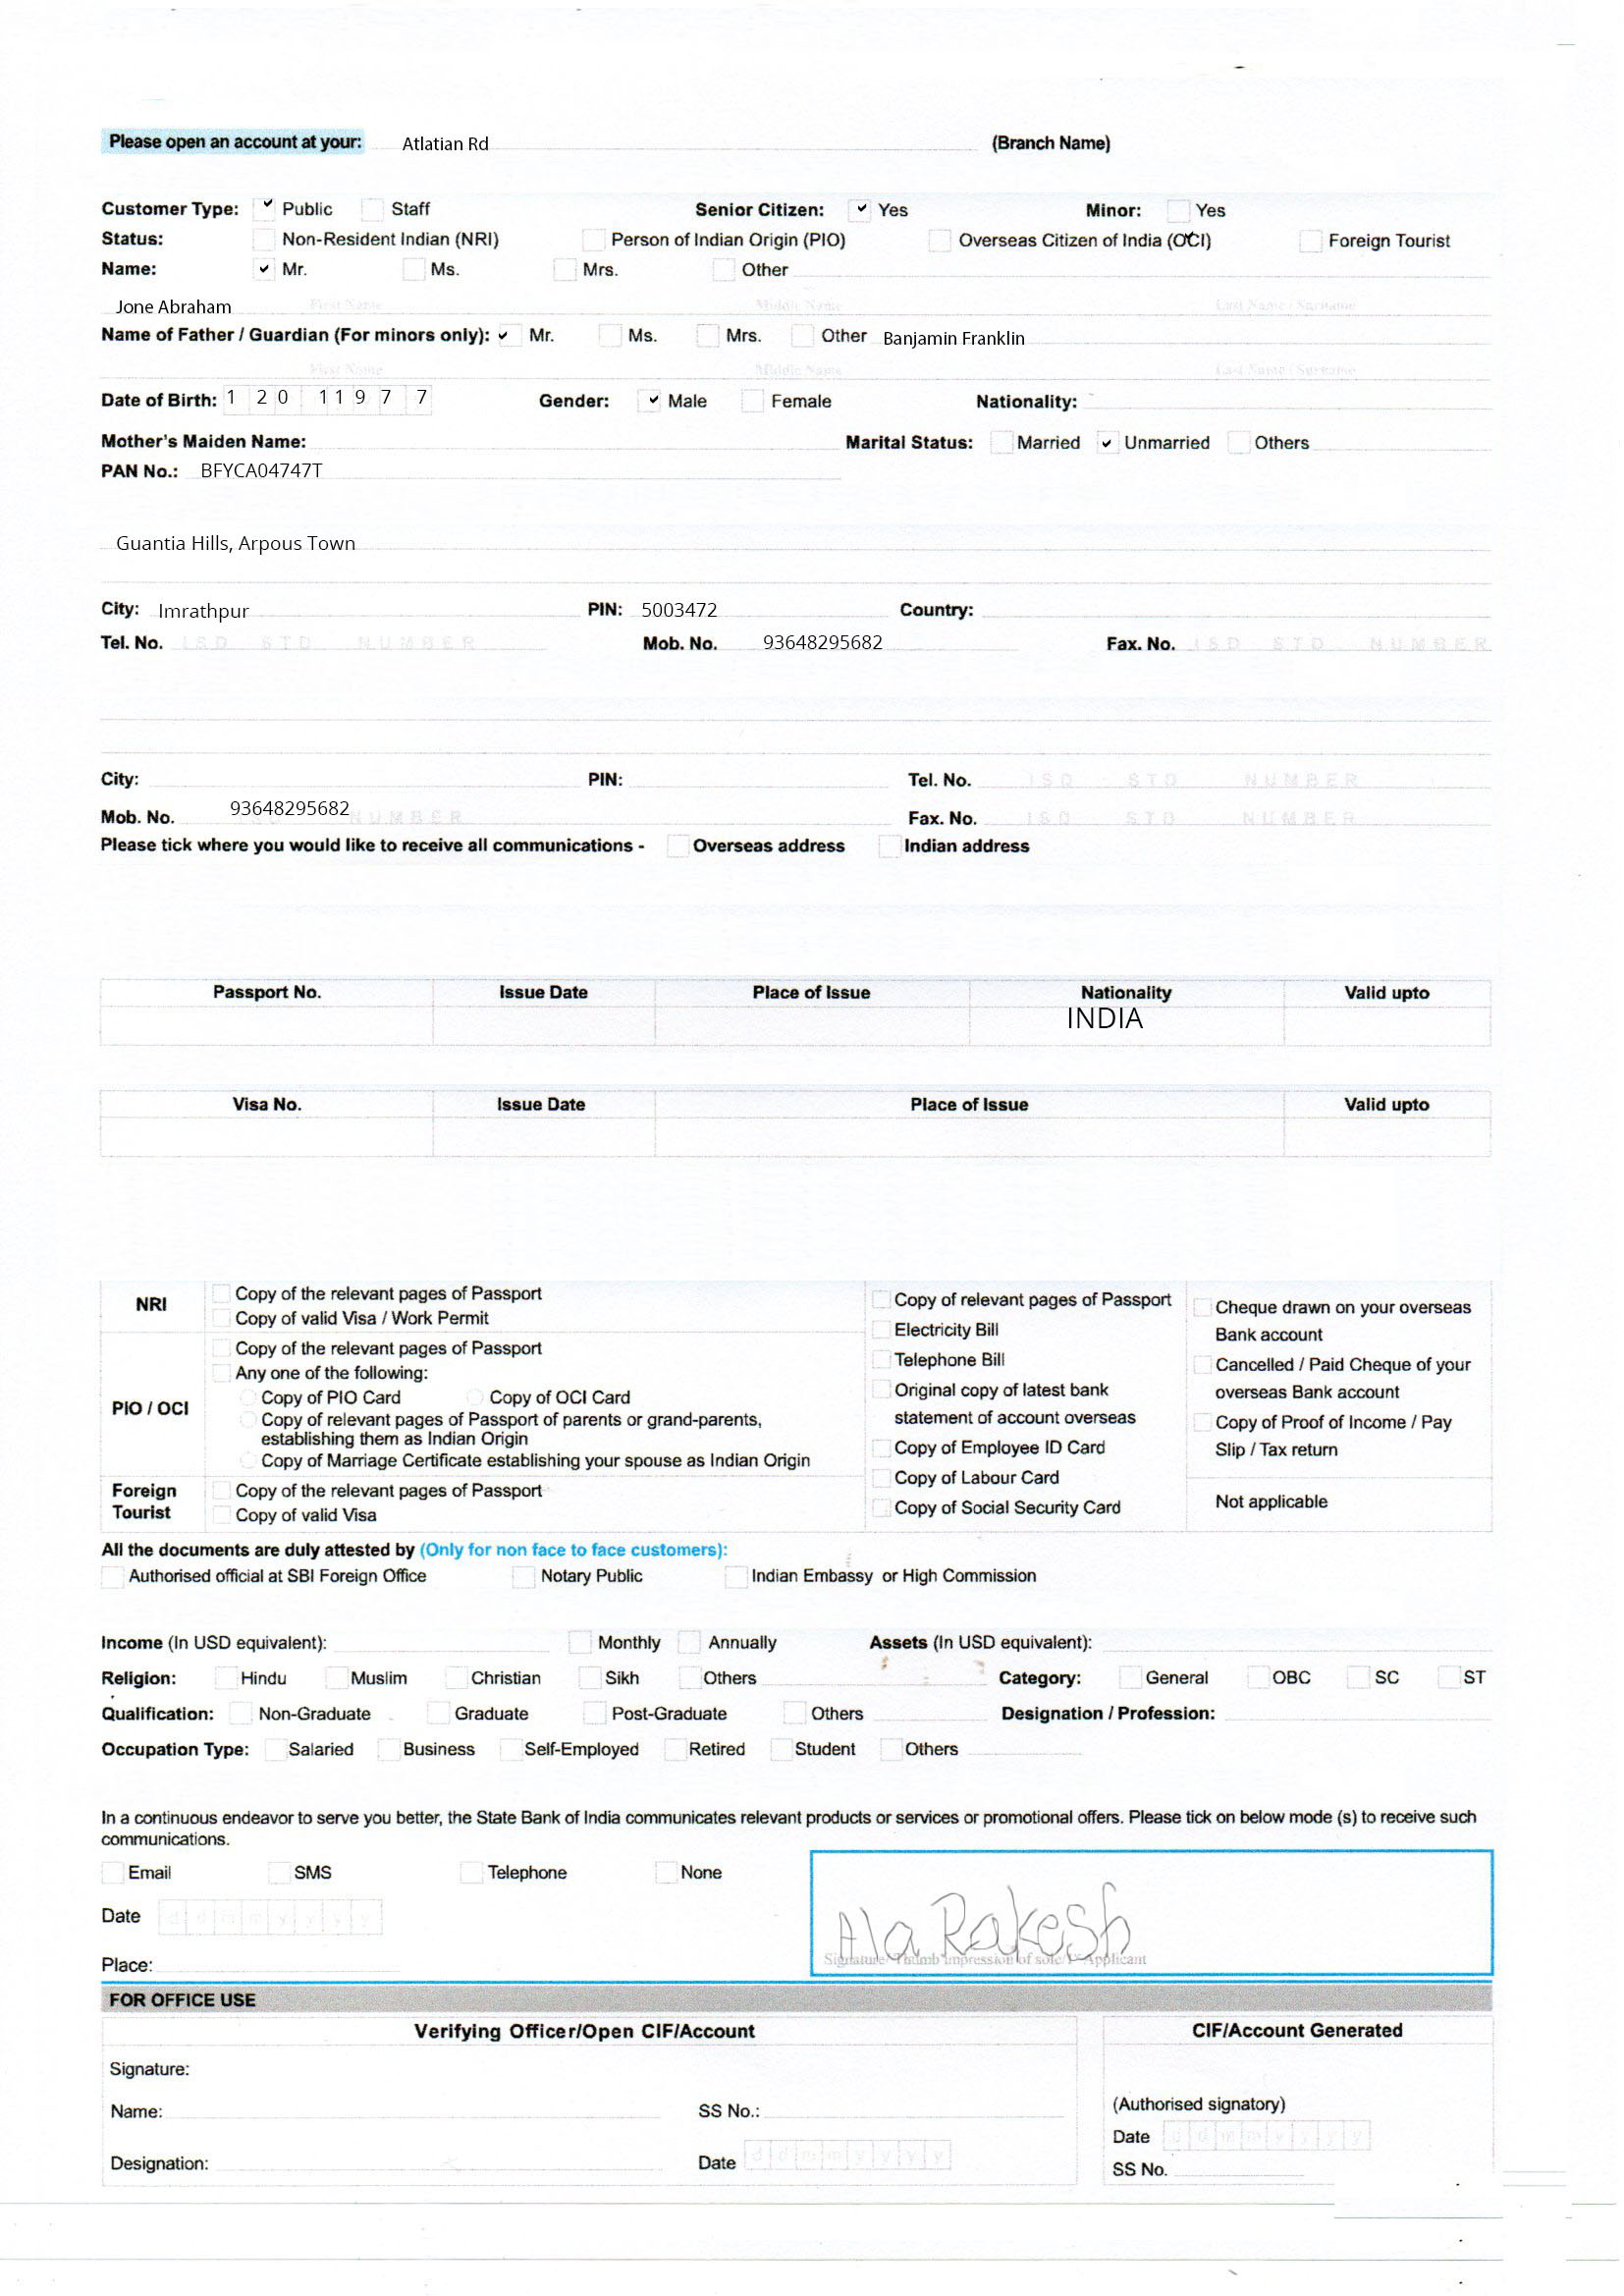 Please open an account at your: Atlatian Rd (Branch Name)
Customer Type: Public Staff Senior Citizen: Yes Minor: Yes
Status: Non-Resident Indian (NRI) Person of Indian Origin (PIO) Overseas Citizen of India (OCI) Foreign Tourist
Name: Mr. Ms. Mrs. Other
Jone Abraham First Name Middle Name Last Name / Surname
Name of Father / Guardian (For minors only): Mr. Ms. Mrs. Other Banjamin Franklin
First Name Middle Name Last Name / Surname
Date of Birth: 1 2 0 1 1 9 7 7 Gender: Male Female Nationality:
Mother's Maiden Name: Marital Status: Married Unmarried Others
PAN No.: BFYCA04747T
Guantia Hills, Arpous Town
City: Imrathpur PIN: 5003472 Country:
Tel. No. ISD STD NUMBER Mob. No. 93648295682 Fax. No. ISD STD NUMBER
City: PIN: Tel. No. ISD STD NUMBER
Mob. No. 93648295682 NUMBER Fax. No. ISD STD NUMBER
Please tick where you would like to receive all communications - Overseas address Indian address
Passport No. Issue Date Place of Issue Nationality Valid upto
INDIA
Visa No. Issue Date Place of Issue Valid upto
NRI
Copy of the relevant pages of Passport
Copy of valid Visa / Work Permit
PIO / OCI
Copy of the relevant pages of Passport
Any one of the following:
Copy of PIO Card Copy of OCI Card
Copy of relevant pages of Passport of parents or grand-parents,
establishing them as Indian Origin
Copy of Marriage Certificate establishing your spouse as Indian Origin
Foreign
Tourist
Copy of the relevant pages of Passport
Copy of valid Visa
Copy of relevant pages of Passport
Electricity Bill
Telephone Bill
Original copy of latest bank
statement of account overseas
Copy of Employee ID Card
Copy of Labour Card
Copy of Social Security Card
Cheque drawn on your overseas
Bank account
Cancelled / Paid Cheque of your
overseas Bank account
Copy of Proof of Income / Pay
Slip / Tax return
Not applicable
All the documents are duly attested by (Only for non face to face customers):
Authorised official at SBI Foreign Office Notary Public Indian Embassy or High Commission
Income (In USD equivalent): Monthly Annually Assets (In USD equivalent):
Religion: Hindu Muslim Christian Sikh Others Category: General OBC SC ST
Qualification: Non-Graduate Graduate Post-Graduate Others Designation / Profession:
Occupation Type: Salaried Business Self-Employed Retired Student Others
In a continuous endeavor to serve you better, the State Bank of India communicates relevant products or services or promotional offers. Please tick on below mode (s) to receive such
communications.
Email SMS Telephone None
Date d d m m y y y y
Ala Rakesh
Signature/ Thumb impression of sole/1st Applicant
Place:
FOR OFFICE USE
Verifying Officer/Open CIF/Account
Signature:
Name: SS No.:
Designation: Date d d m m y y y y
CIF/Account Generated
(Authorised signatory)
Date d d m m y y y y
SS No.